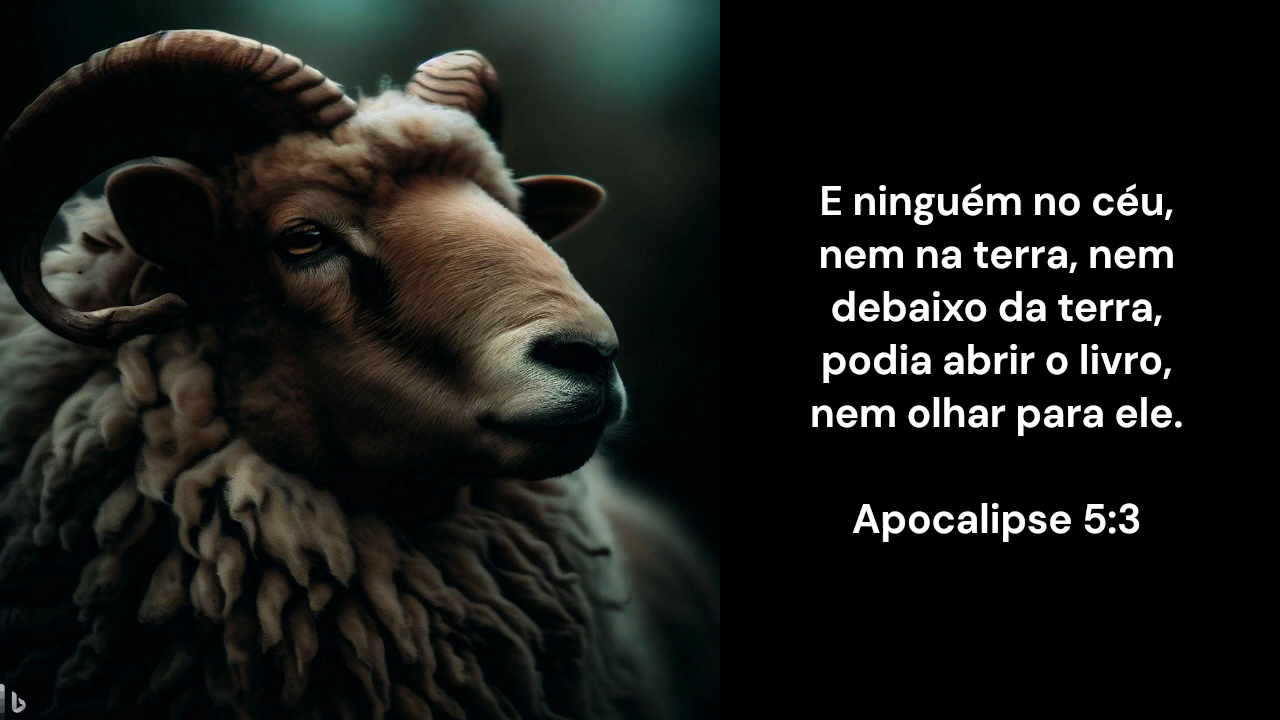 E ninguém no céu,
nem na terra, nem
debaixo da terra,
podia abrir o livro,
nem olhar para ele.
Apocalipse 5:3